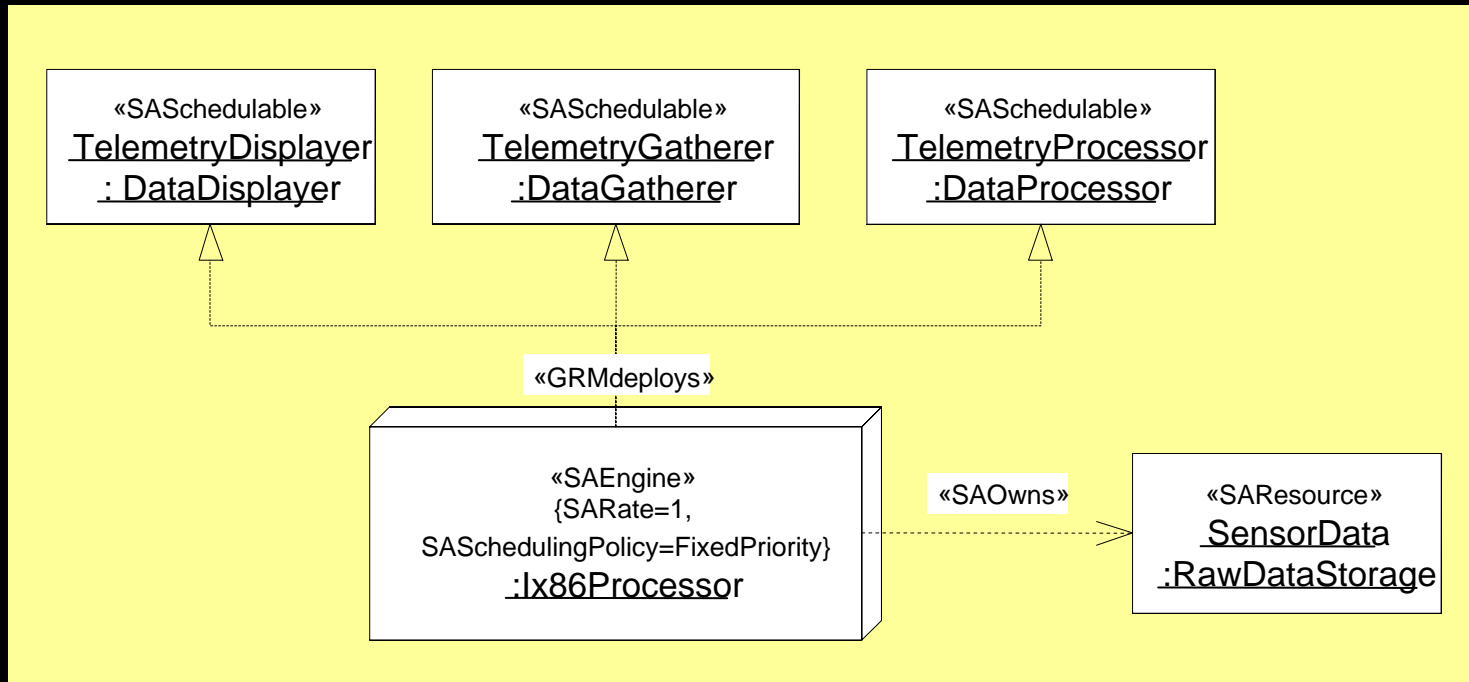 «SASchedulable»
TelemetryDisplayer
: DataDisplayer
«SASchedulable»
TelemetryGatherer
:DataGatherer
«SASchedulable»
TelemetryProcessor
:DataProcessor
«GRMdeploys»
«SAEngine»
{SARate=1,
SASchedulingPolicy=FixedPriority}
:Ix86Processor
«SAOwns»
«SAResource»
SensorData
:RawDataStorage